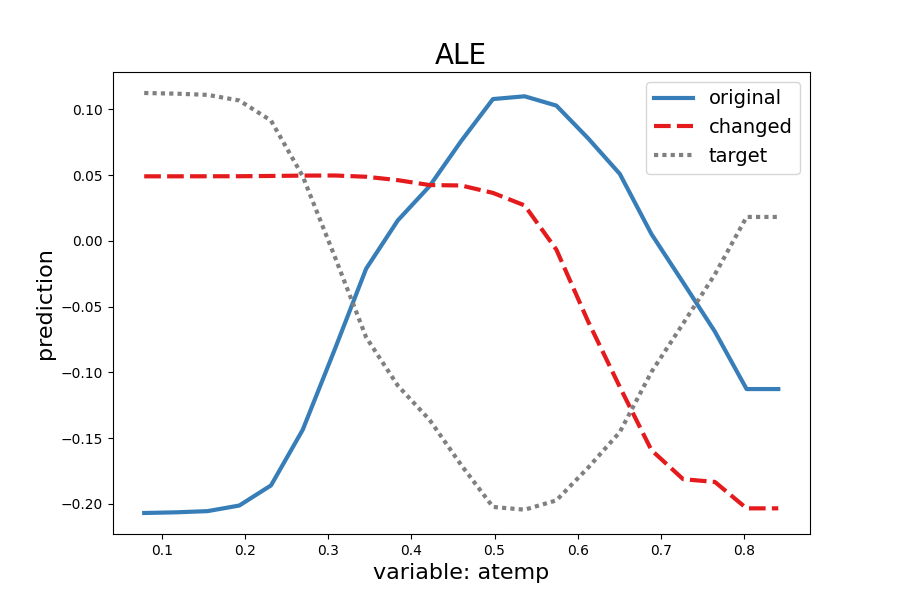 ALE
original
changed
target
prediction
0.10
0.05
0.00
−0.05
−0.10
−0.15
−0.20
0.1
0.2
0.3
0.4
0.5
0.6
0.7
0.8
variable: atemp